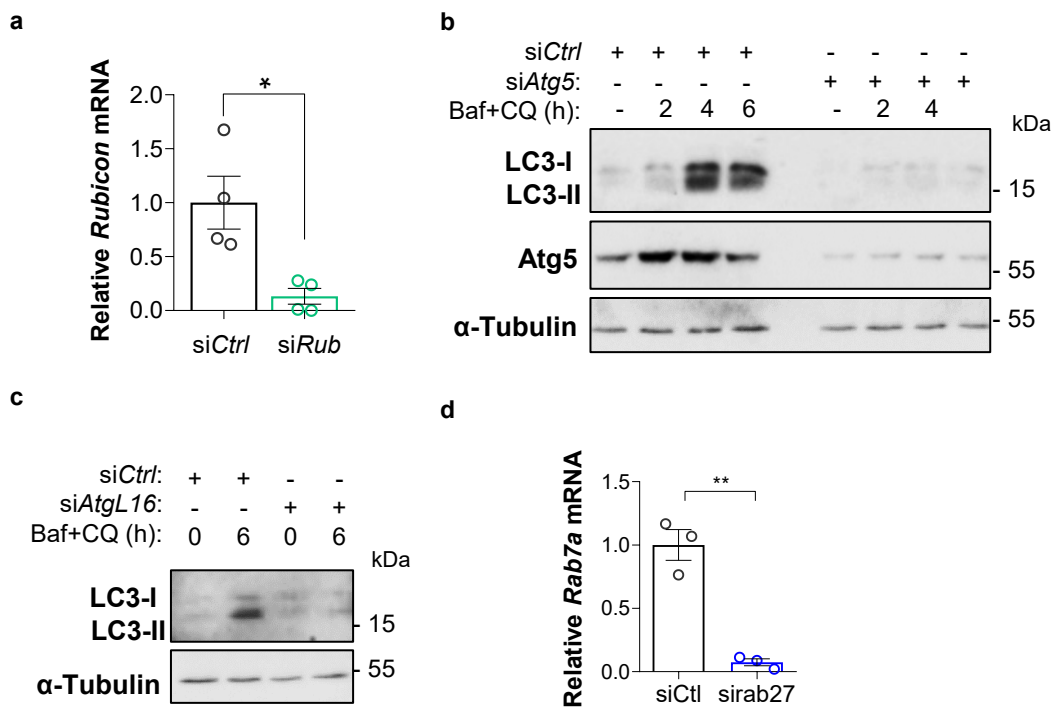 a
Relative Rubicon mRNA
2.0
1.5
1.0
0.5
0.0
*
siCtrl siRub
b
siCtrl + + + + - - - -
siAtg5: - - - - + + + +
Baf+CQ (h): - 2 4 6 - 2 4
kDa
LC3-I
LC3-II
- 15
Atg5
- 55
α-Tubulin
- 55
c
siCtrl: + + - -
siAtgL16: - - + +
Baf+CQ (h): 0 6 0 6
kDa
LC3-I
LC3-II
- 15
α-Tubulin
- 55
d
Relative Rab7a mRNA
1.5
1.0
0.5
0.0
**
siCtl sirab27